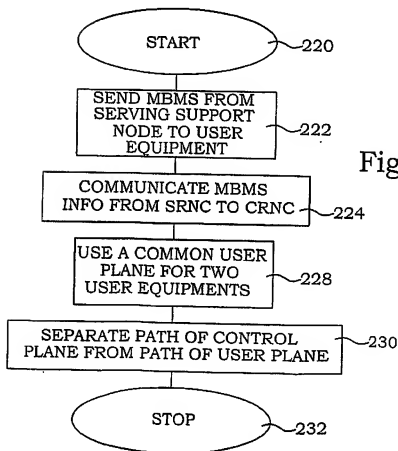 START
220
SEND MBMS FROM
SERVING SUPPORT
NODE TO USER
EQUIPMENT
222
Fig
COMMUNICATE MBMS
INFO FROM SRNC TO CRNC
224
USE A COMMON USER
PLANE FOR TWO
USER EQUIPMENTS
228
SEPARATE PATH OF CONTROL
PLANE FROM PATH OF USER PLANE
230
STOP
232